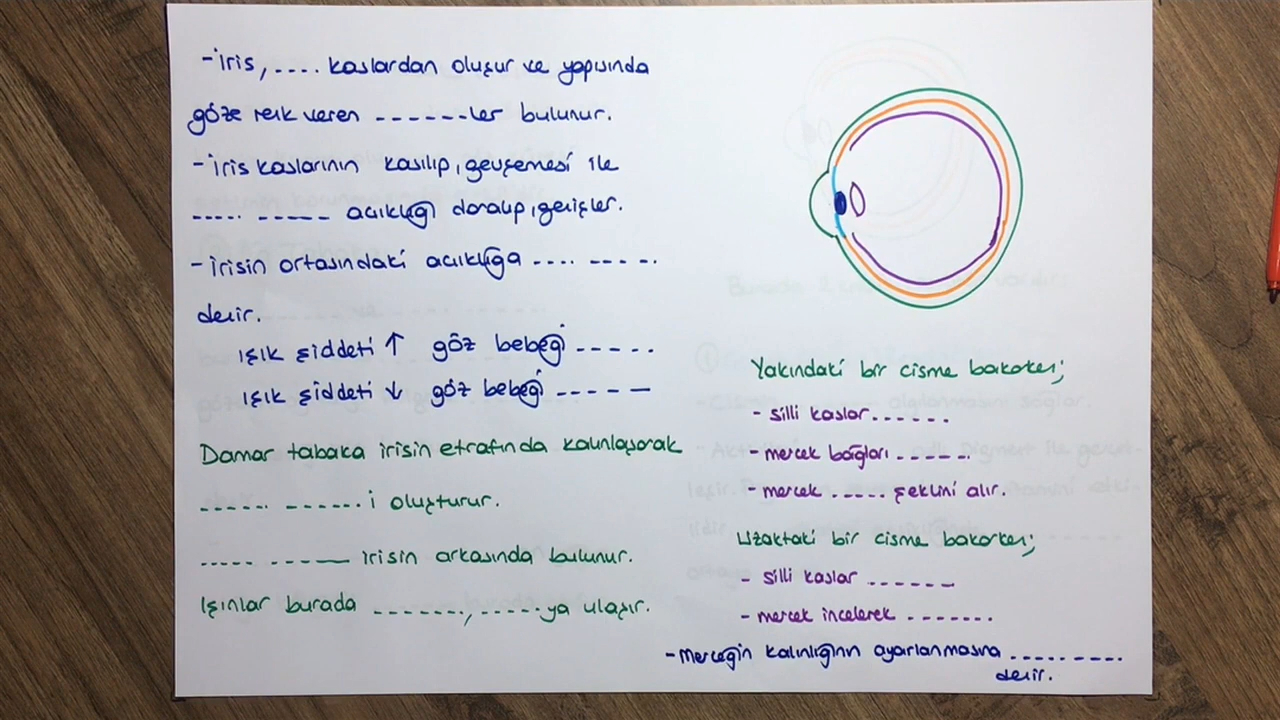 -İris, .... kaslardan oluşur ve yapısında
göze renk veren ------ler bulunur.
-İris kaslarının kasılıp, gevşemesi ile
..... ----- açıklığı daralıp, genişler.
-İrisin ortasındaki açıklığa .... -----.
denir.
Işık şiddeti ↑ göz bebeği -----.
Işık şiddeti ↓ göz bebeği -----
Damar tabaka irisin etrafında kalınlaşarak
...... ......i oluşturur.
..... ----- irisin arkasında bulunur.
Işınlar burada -------, -----ya ulaşır.
Yakındaki bir cisme bakarken;
- silli kaslar......
- mercek bağları .....
- mercek ..... şeklini alır.
Uzaktaki bir cisme bakarken;
- silli kaslar ------
- mercek incelerek -------
-Merceğin kalınlığının ayarlanmasına .... ....
denir.